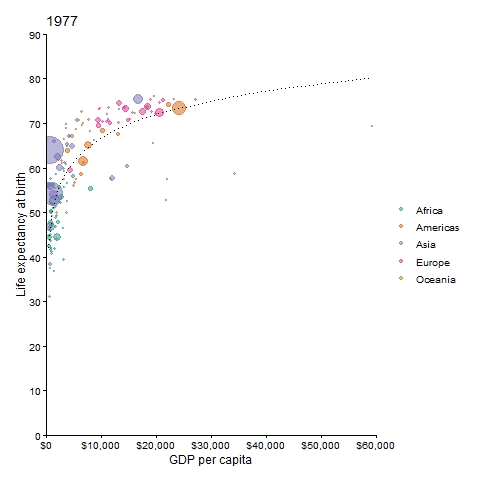 1977
90
80
70
60
50
40
30
20
10
0
Life expectancy at birth
$0
$10,000
$20,000
$30,000
$40,000
$50,000
$60,000
GDP per capita
Africa
Americas
Asia
Europe
Oceania